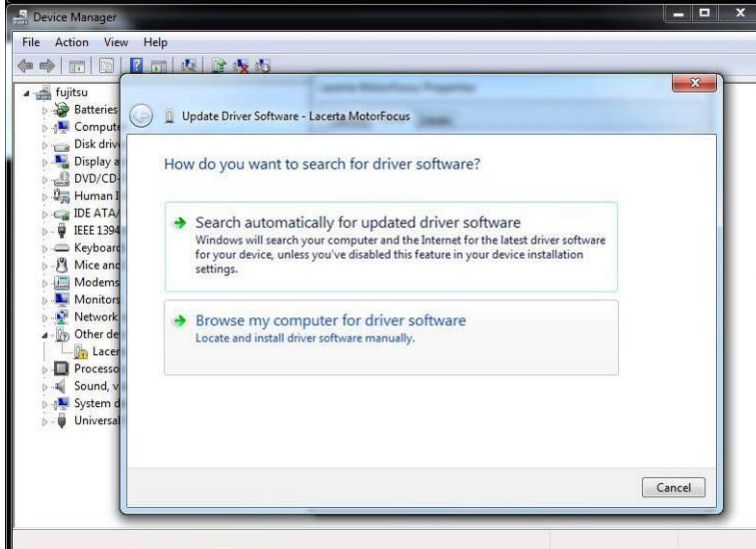 Device Manager
File Action View Help
fujitsu
Batteries
Compute
Disk driv
Display a
DVD/CD-
Human I
IDE ATA/
IEEE 1394
Keyboard
Mice and
Modems
Monitors
Network
Other de
Lacer
Processo
Sound, v
System d
Universal
Lacerta MotorFocus Properties
Update Driver Software - Lacerta MotorFocus
How do you want to search for driver software?
Search automatically for updated driver software
Windows will search your computer and the Internet for the latest driver software
for your device, unless you've disabled this feature in your device installation
settings.
Browse my computer for driver software
Locate and install driver software manually.
Cancel